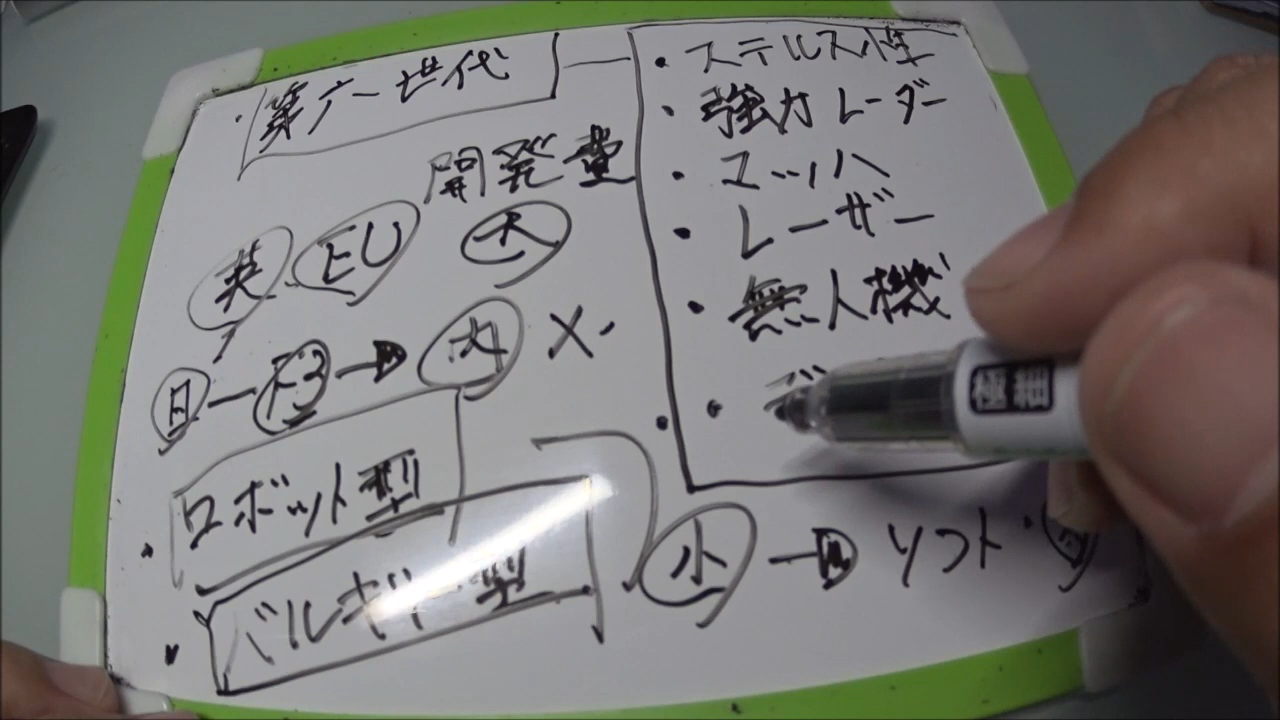 第六世代
開発費
英 EU 大
日 → 内 ×
ロボット型
バルキリー型
・ステルス性
・強力レーダー
・マッハ
・レーザー
・無人機
小 → ソフト
極細